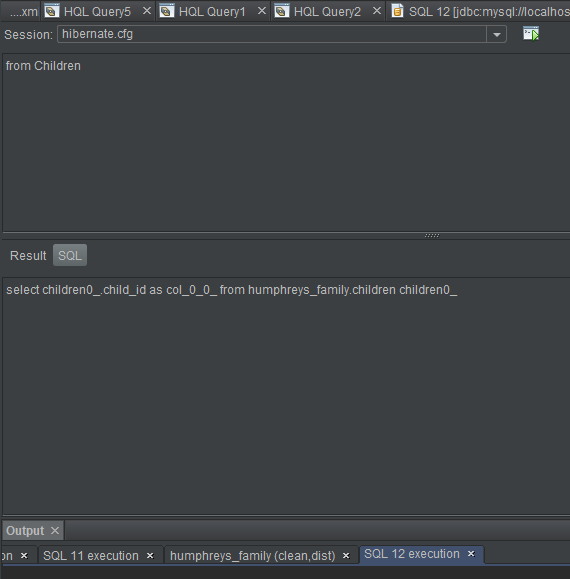 ....xml HQL Query5 HQL Query1 HQL Query2 SQL 12 [jdbc:mysql://localhos
Session: hibernate.cfg
from Children
Result SQL
select children0_.child_id as col_0_0_ from humphreys_family.children children0_
Output
on SQL 11 execution humphreys_family (clean,dist) SQL 12 execution